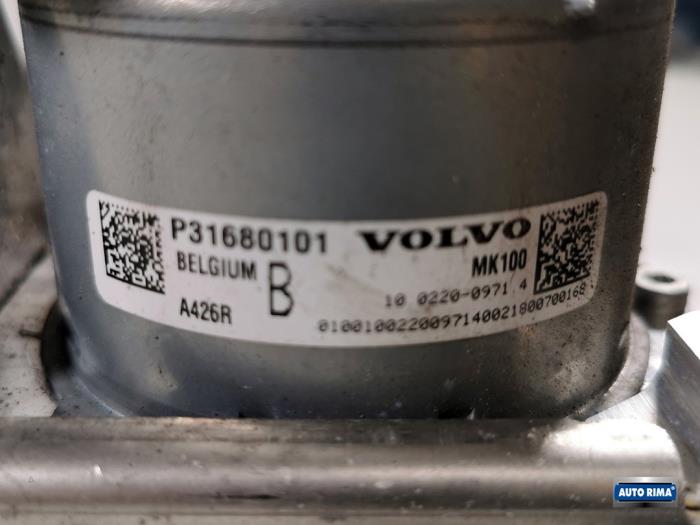 P31680101 VOLVO
BELGIUM B MK100
A426R 10 0220-0971 4
0100100220097140021800700168
AUTO RIMA